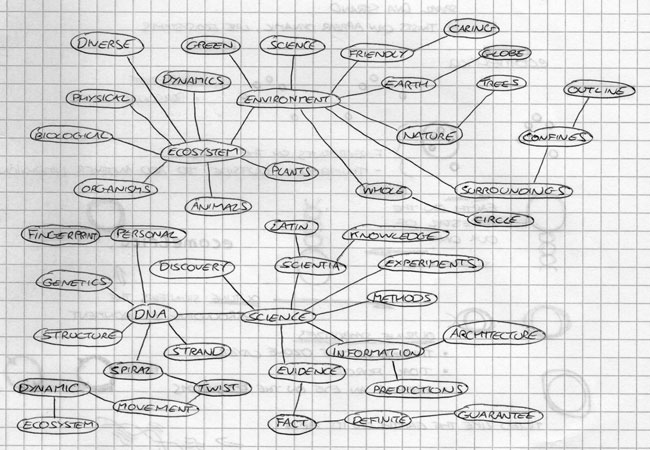 CARING
DIVERSE
GREEN
SCIENCE
FRIENDLY
GLOBE
DYNAMICS
EARTH
TREES
OUTLINE
PHYSICAL
ENVIRONMENT
BIOLOGICAL
NATURE
CONFINES
ECOSYSTEM
PLANTS
ORGANISMS
WHOLE
SURROUNDINGS
ANIMALS
CIRCLE
FINGERPRINT
PERSONAL
LATIN
KNOWLEDGE
DISCOVERY
SCIENTIA
EXPERIMENTS
GENETICS
METHODS
DNA
SCIENCE
STRUCTURE
ARCHITECTURE
STRAND
INFORMATION
SPIRAL
EVIDENCE
DYNAMIC
TWIST
PREDICTIONS
MOVEMENT
ECOSYSTEM
FACT
DEFINITE
GUARANTEE